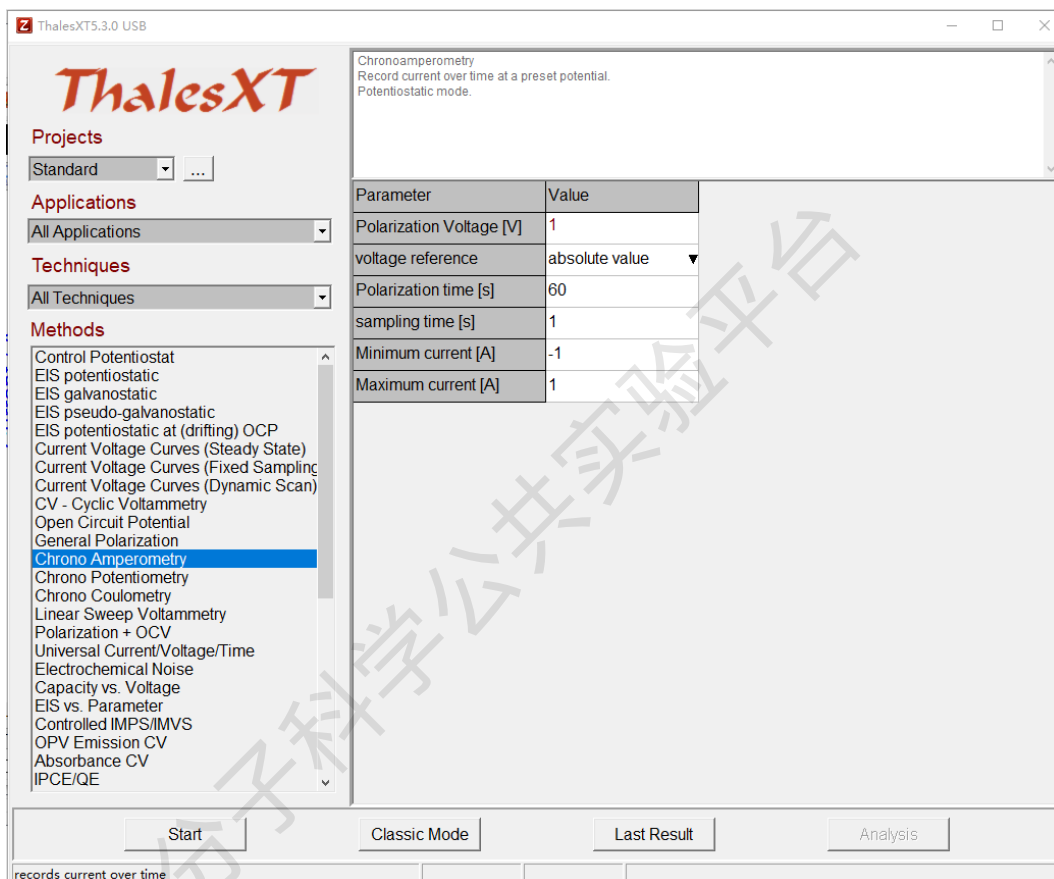 ThalesXT5.3.0 USB
ThalesXT
Projects
Standard
...
Applications
All Applications
Techniques
All Techniques
Methods
Control Potentiostat
EIS potentiostatic
EIS galvanostatic
EIS pseudo-galvanostatic
EIS potentiostatic at (drifting) OCP
Current Voltage Curves (Steady State)
Current Voltage Curves (Fixed Sampling
Current Voltage Curves (Dynamic Scan)
CV - Cyclic Voltammetry
Open Circuit Potential
General Polarization
Chrono Amperometry
Chrono Potentiometry
Chrono Coulometry
Linear Sweep Voltammetry
Polarization + OCV
Universal Current/Voltage/Time
Electrochemical Noise
Capacity vs. Voltage
EIS vs. Parameter
Controlled IMPS/IMVS
OPV Emission CV
Absorbance CV
IPCE/QE
Chronoamperometry
Record current over time at a preset potential.
Potentiostatic mode.
Parameter Value
Polarization Voltage [V] 1
voltage reference absolute value
Polarization time [s] 60
sampling time [s] 1
Minimum current [A] -1
Maximum current [A] 1
Start Classic Mode Last Result Analysis
records current over time
分子科学公共实验平台